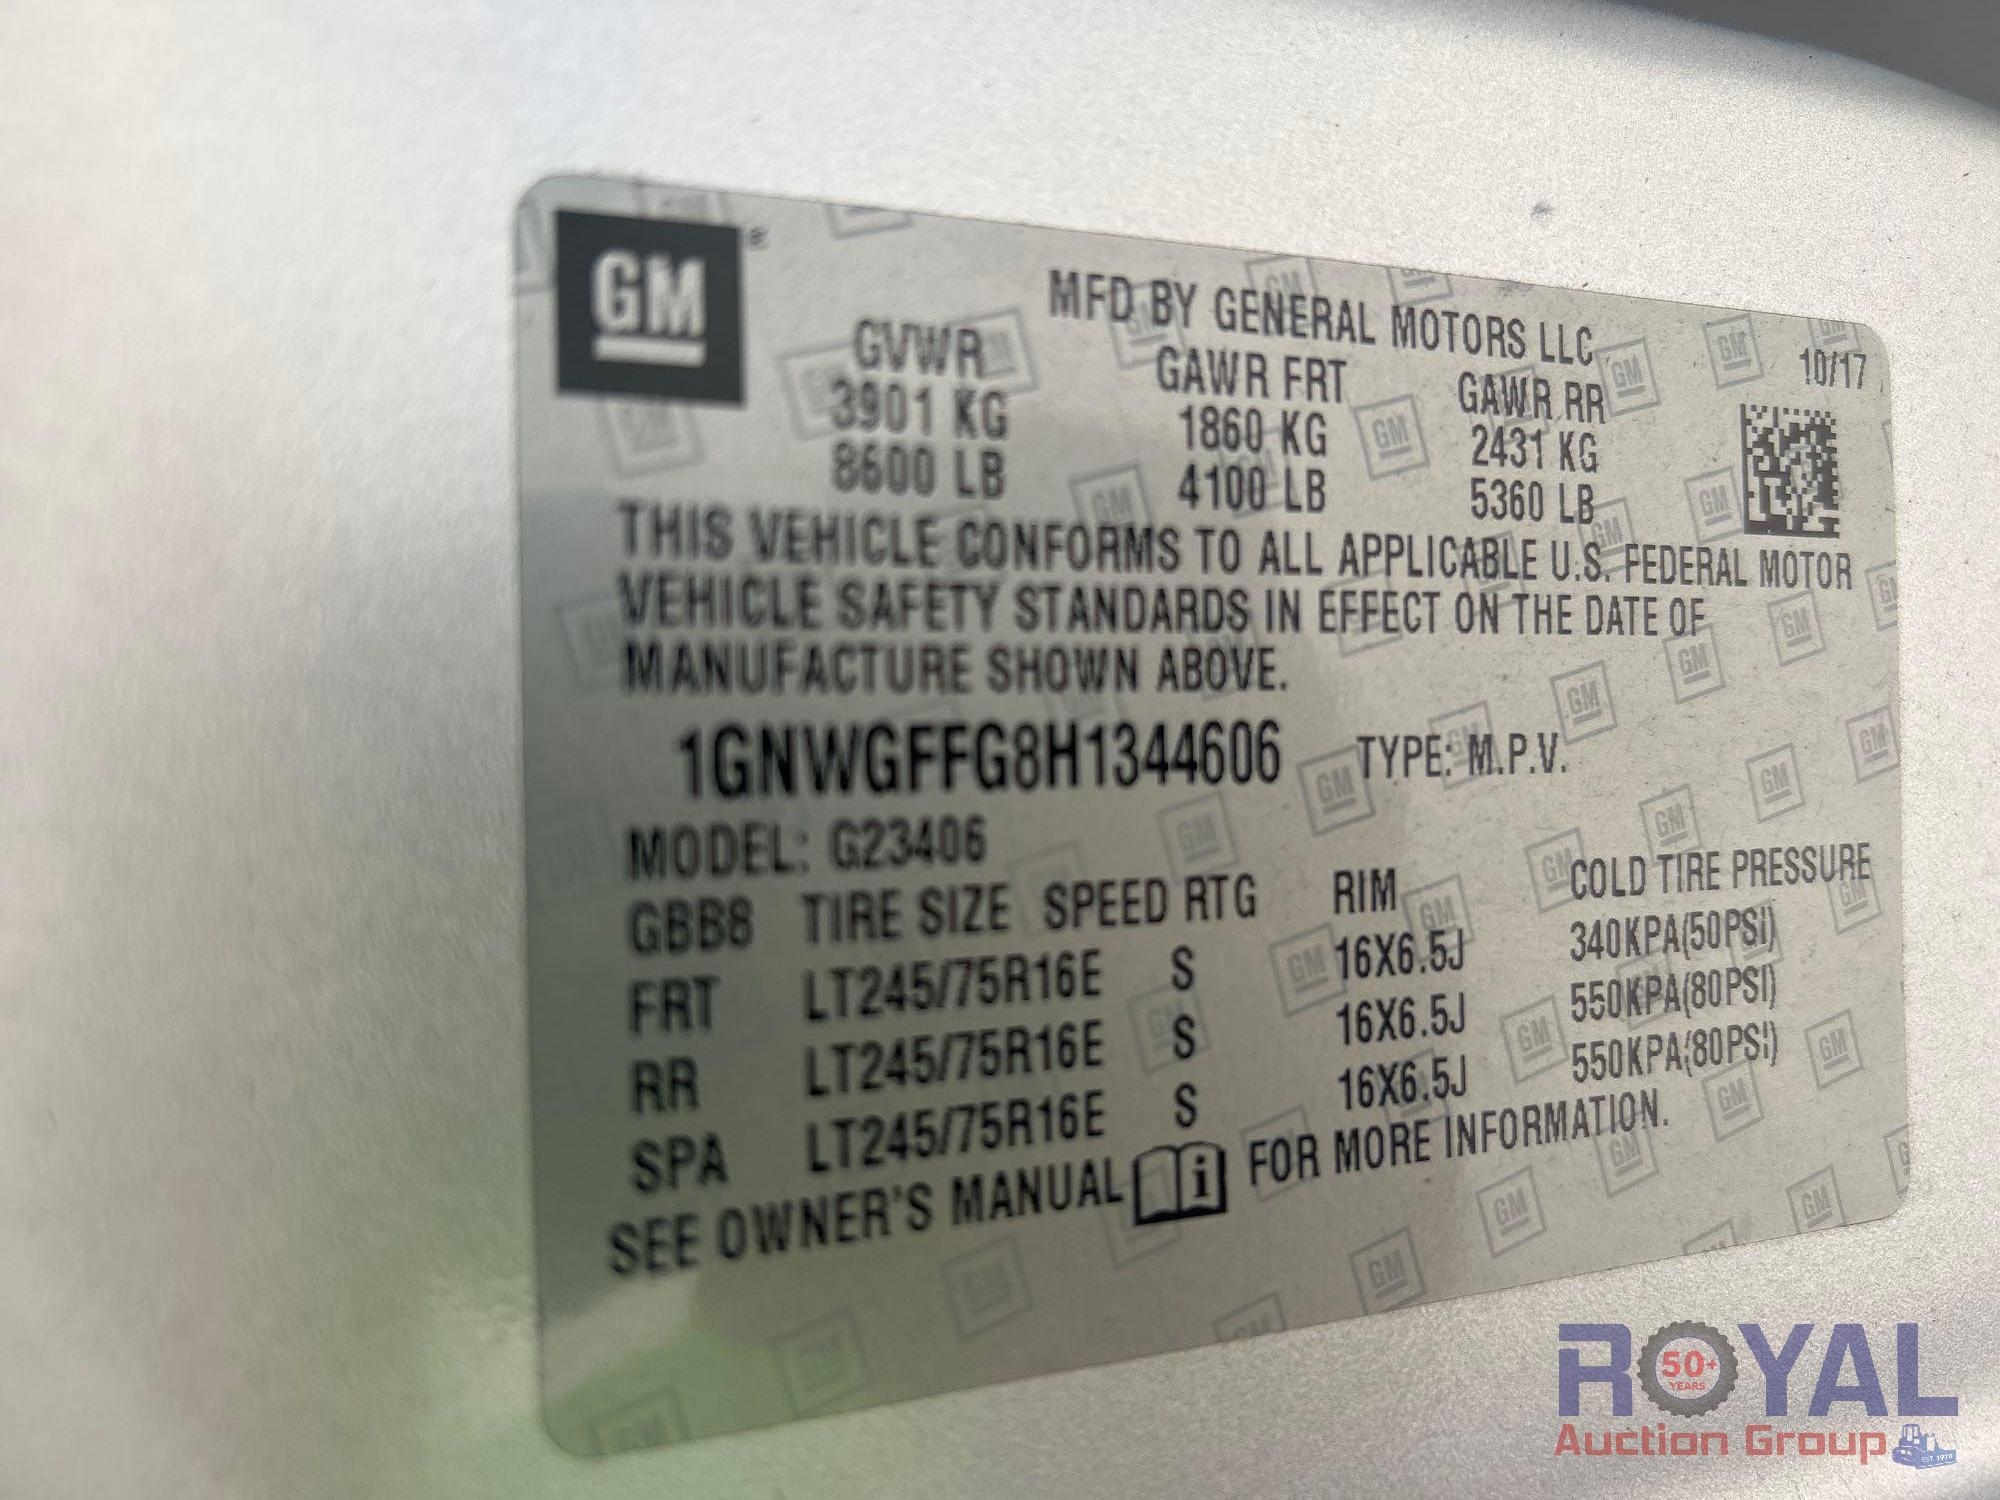 GM
MFD BY GENERAL MOTORS LLC
10/17
GVWR GAWR FRT GAWR RR
3901 KG 1860 KG 2431 KG
8600 LB 4100 LB 5360 LB
THIS VEHICLE CONFORMS TO ALL APPLICABLE U.S. FEDERAL MOTOR
VEHICLE SAFETY STANDARDS IN EFFECT ON THE DATE OF
MANUFACTURE SHOWN ABOVE.
1GNWGFFG8H1344606 TYPE: M.P.V.
MODEL: G23406
GBB8 TIRE SIZE SPEED RTG RIM COLD TIRE PRESSURE
FRT LT245/75R16E S 16X6.5J 340KPA(50PSI)
RR LT245/75R16E S 16X6.5J 550KPA(80PSI)
SPA LT245/75R16E S 16X6.5J 550KPA(80PSI)
SEE OWNER'S MANUAL i FOR MORE INFORMATION.
ROYAL
50+
YEARS
Auction Group
EST. 1970